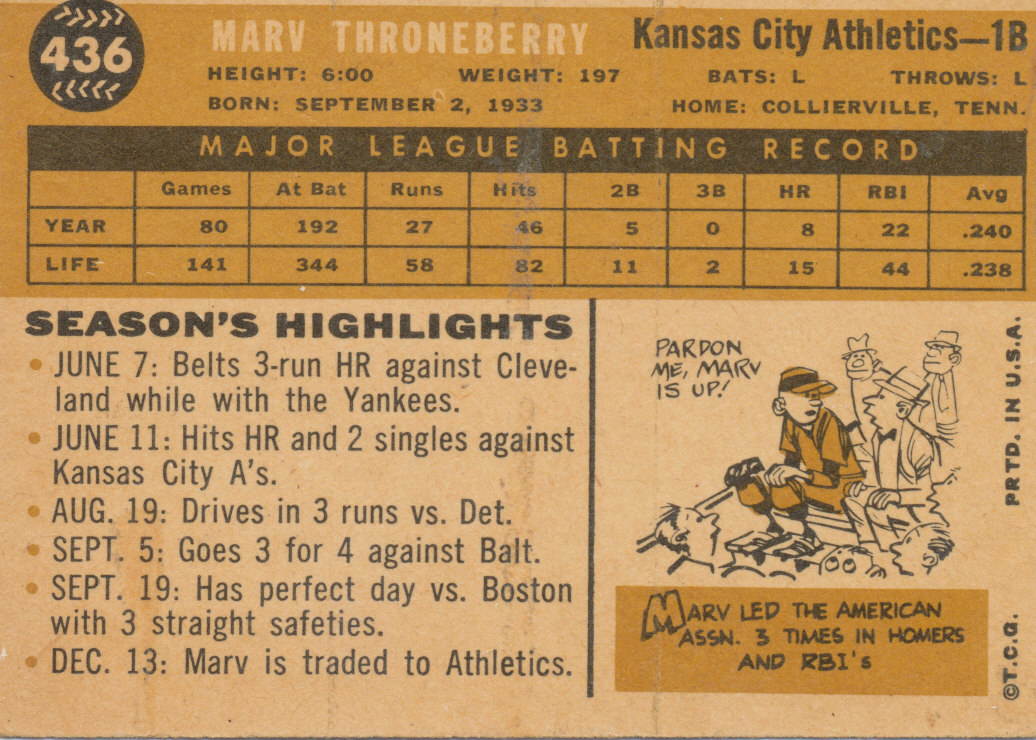 436
MARV THRONEBERRY Kansas City Athletics—1B
HEIGHT: 6:00 WEIGHT: 197 BATS: L THROWS: L
BORN: SEPTEMBER 2, 1933 HOME: COLLIERVILLE, TENN.
MAJOR LEAGUE BATTING RECORD
Games At Bat Runs Hits 2B 3B HR RBI Avg
YEAR 80 192 27 46 5 0 8 22 .240
LIFE 141 344 58 82 11 2 15 44 .238
SEASON'S HIGHLIGHTS
• JUNE 7: Belts 3-run HR against Cleve-
land while with the Yankees.
• JUNE 11: Hits HR and 2 singles against
Kansas City A's.
• AUG. 19: Drives in 3 runs vs. Det.
• SEPT. 5: Goes 3 for 4 against Balt.
• SEPT. 19: Has perfect day vs. Boston
with 3 straight safeties.
• DEC. 13: Marv is traded to Athletics.
PARDON
ME, MARV
IS UP!
MARV LED THE AMERICAN
ASSN. 3 TIMES IN HOMERS
AND RBI's
PRTD. IN U.S.A.
©T.C.G.